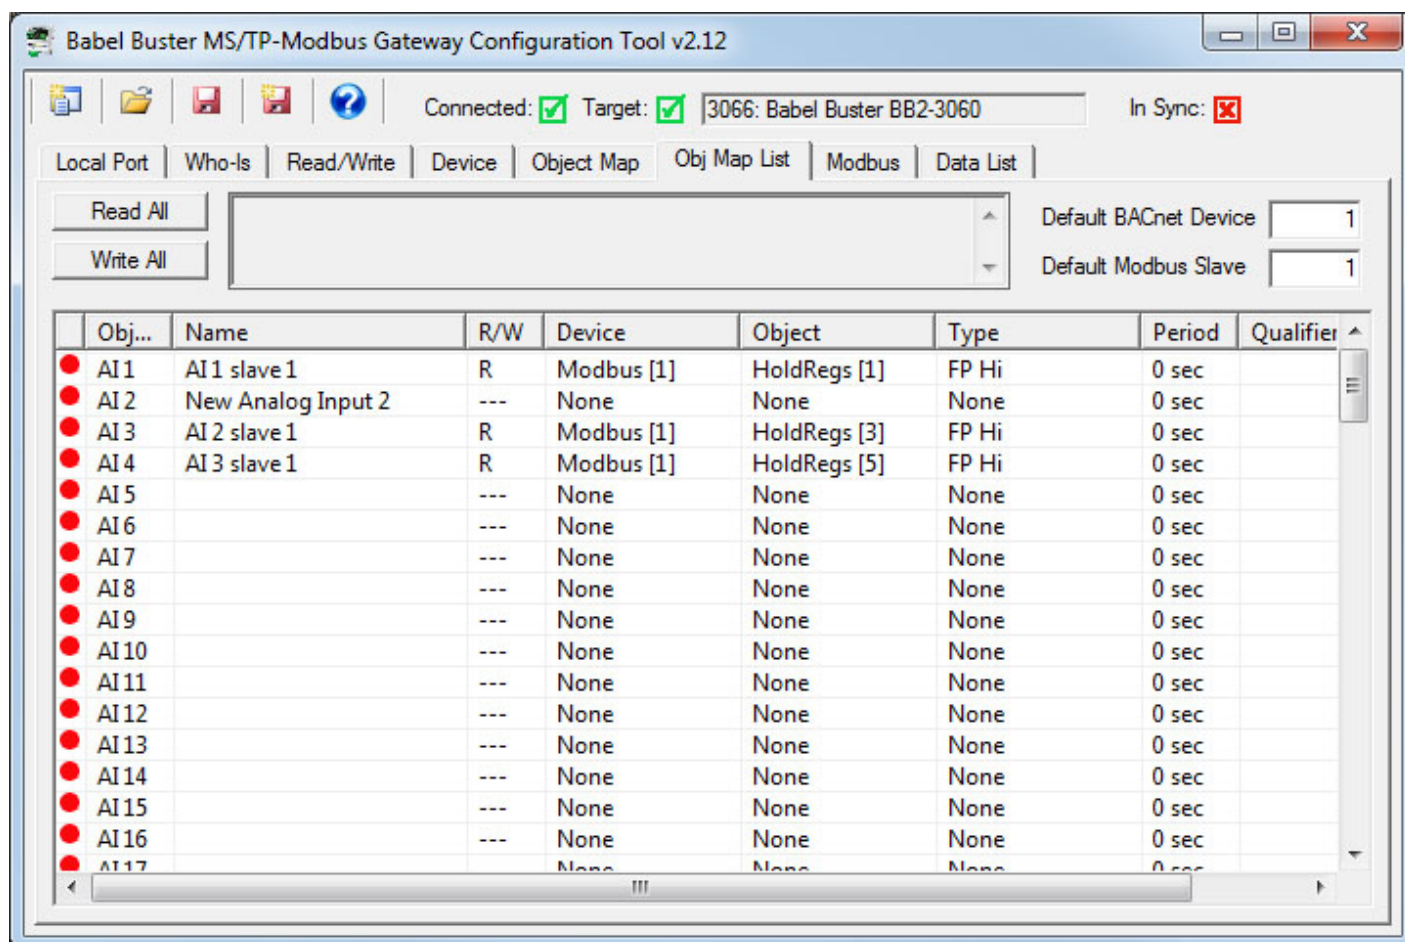 Babel Buster MS/TP-Modbus Gateway Configuration Tool v2.12
Connected: Target: 3066: Babel Buster BB2-3060 In Sync:
Local Port Who-Is Read/Write Device Object Map Obj Map List Modbus Data List
Read All Default BACnet Device 1
Write All Default Modbus Slave 1
Obj... Name R/W Device Object Type Period Qualifier
AI 1 AI 1 slave 1 R Modbus [1] HoldRegs [1] FP Hi 0 sec
AI 2 New Analog Input 2 --- None None None 0 sec
AI 3 AI 2 slave 1 R Modbus [1] HoldRegs [3] FP Hi 0 sec
AI 4 AI 3 slave 1 R Modbus [1] HoldRegs [5] FP Hi 0 sec
AI 5 --- None None None 0 sec
AI 6 --- None None None 0 sec
AI 7 --- None None None 0 sec
AI 8 --- None None None 0 sec
AI 9 --- None None None 0 sec
AI 10 --- None None None 0 sec
AI 11 --- None None None 0 sec
AI 12 --- None None None 0 sec
AI 13 --- None None None 0 sec
AI 14 --- None None None 0 sec
AI 15 --- None None None 0 sec
AI 16 --- None None None 0 sec
AI 17 None None None 0 sec